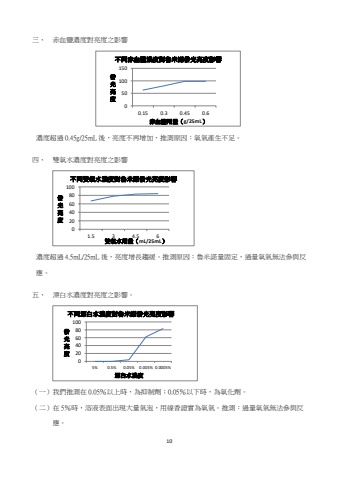 三、 赤血鹽濃度對亮度之影響
不同赤血鹽濃度對魯米諾發光亮度影響
150
100
50
0
發光亮度
0.15 0.3 0.45 0.6
赤血鹽用量（g/25mL）
濃度超過 0.45g/25mL 後，亮度不再增加，推測原因：氧氣產生不足。
四、 雙氧水濃度對亮度之影響
不同雙氧水濃度對魯米諾發光亮度影響
100
80
60
40
20
0
發光亮度
1.5 3 4.5 6
雙氧水用量（mL/25mL）
濃度超過 4.5mL/25mL 後，亮度增長趨緩。推測原因：魯米諾量固定，過量氧氣無法參與反
應。
五、 漂白水濃度對亮度之影響。
不同漂白水濃度對魯米諾發光亮度影響
100
80
60
40
20
0
發光亮度
5% 0.5% 0.05% 0.005% 0.0005%
漂白水濃度
（一）我們推測在 0.05%以上時，為抑制劑；0.05%以下時，為氧化劑。
（二）在 5%時，溶液表面出現大量氣泡，用線香證實為氧氣。推測：過量氧氣無法參與反
應。
10